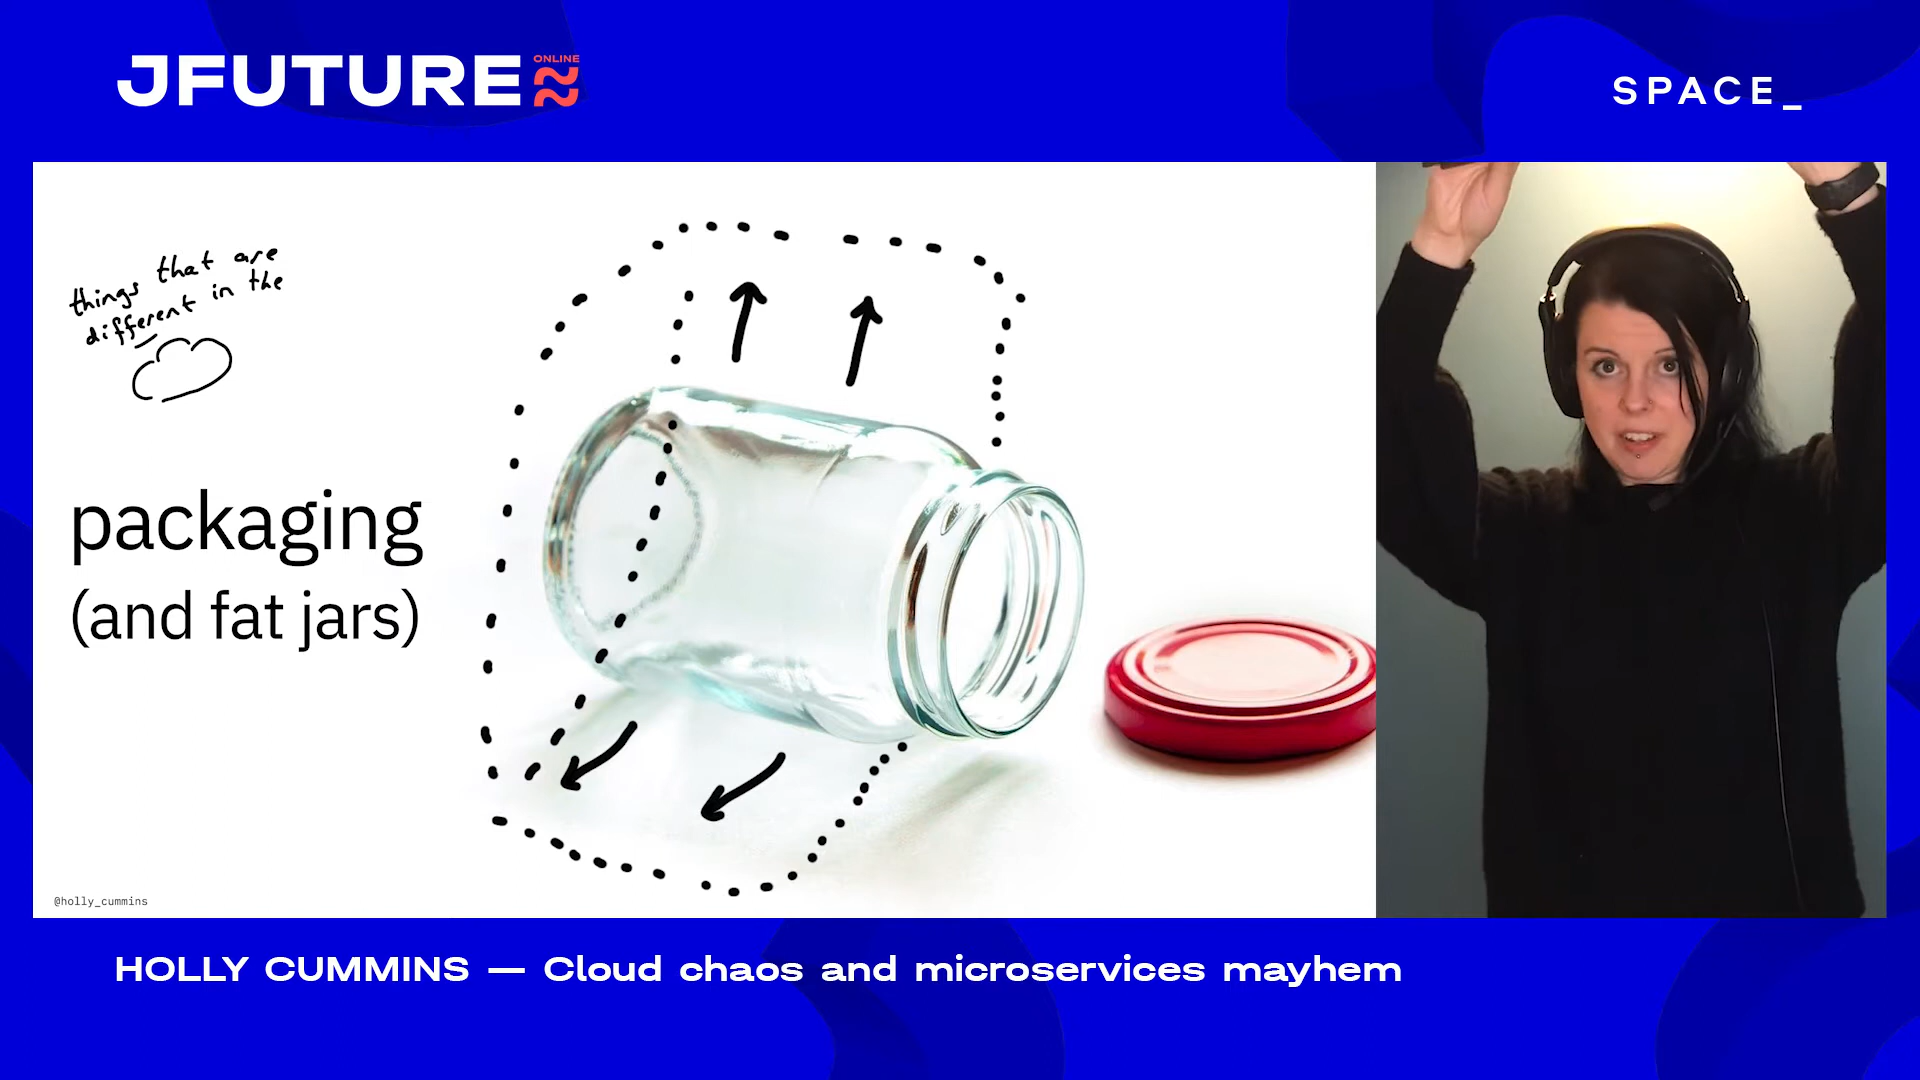 JFUTURE ONLINE
SPACE_
things that are
different in the
packaging
(and fat jars)
@holly_cummins
HOLLY CUMMINS — Cloud chaos and microservices mayhem